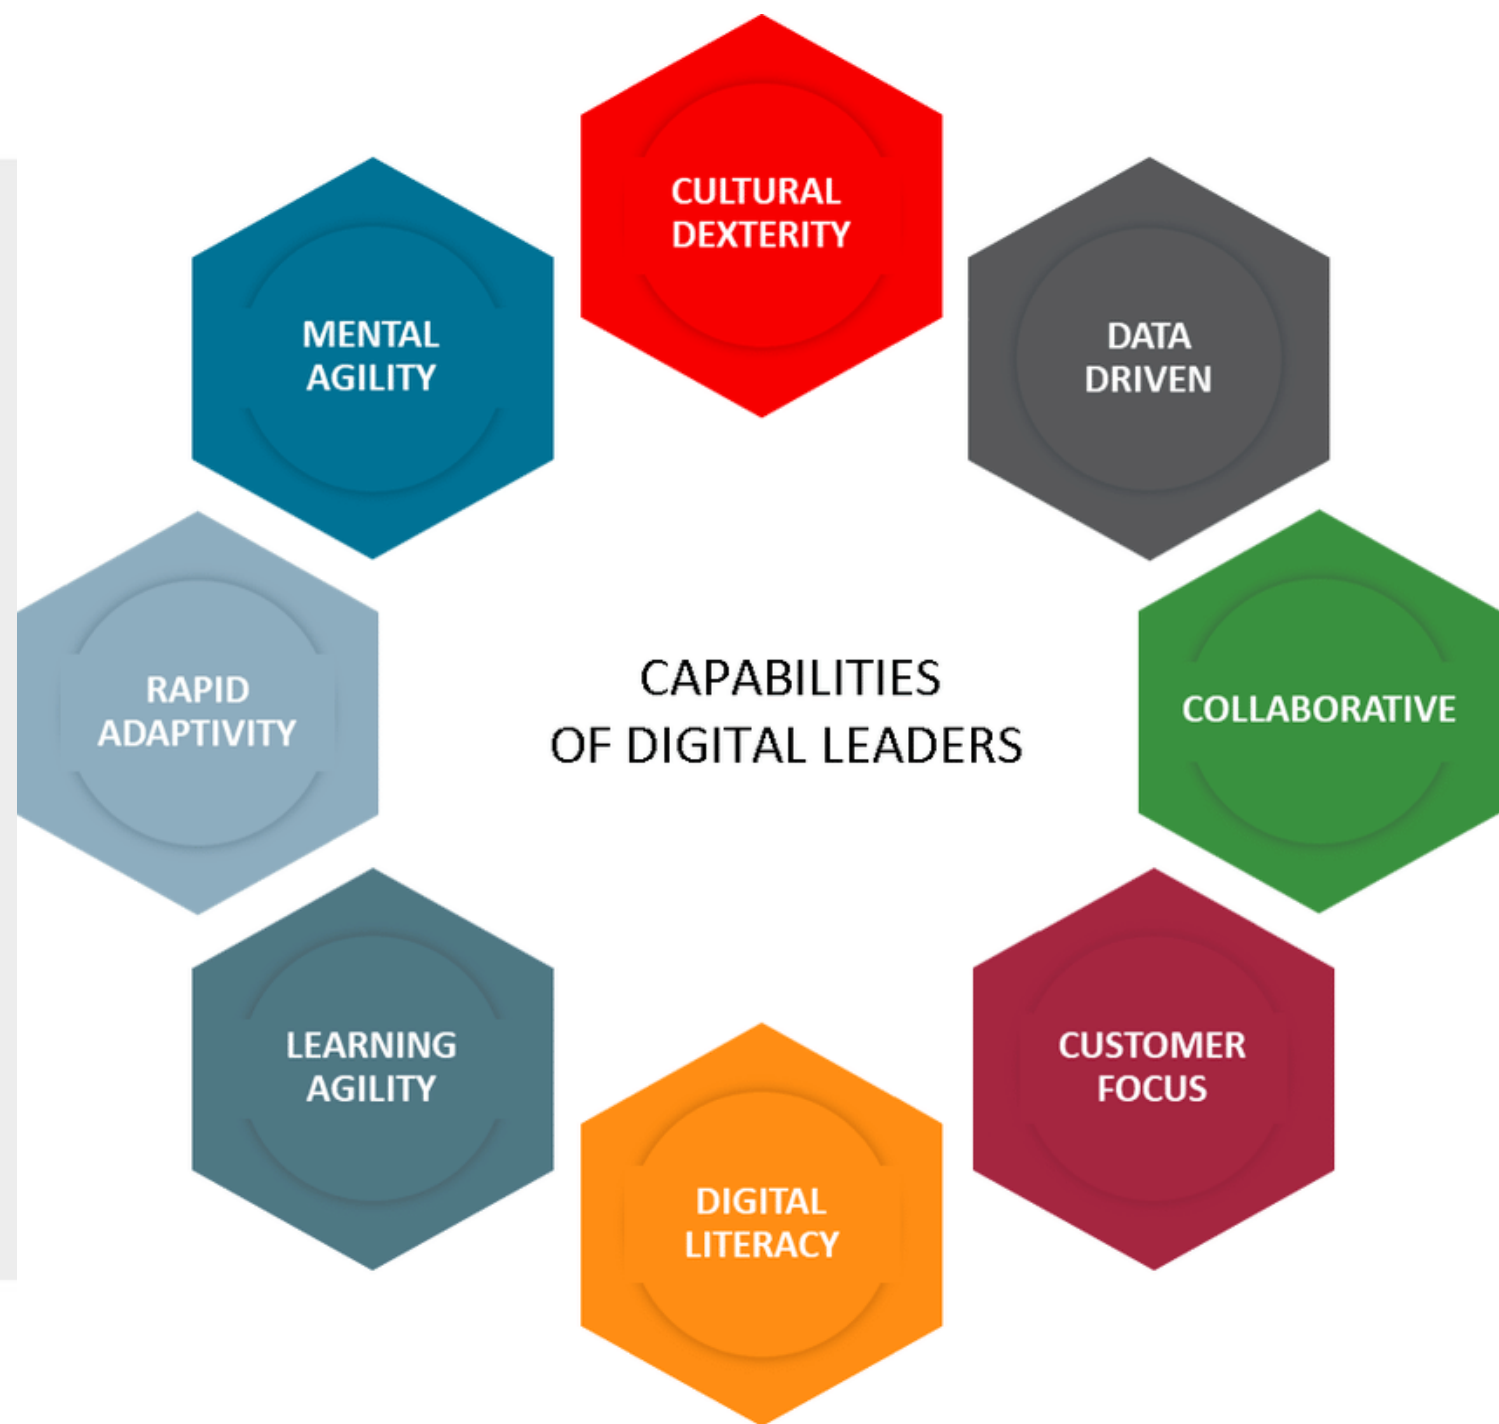 CULTURAL
DEXTERITY
DATA
DRIVEN
COLLABORATIVE
CUSTOMER
FOCUS
DIGITAL
LITERACY
LEARNING
AGILITY
RAPID
ADAPTIVITY
MENTAL
AGILITY
CAPABILITIES
OF DIGITAL LEADERS